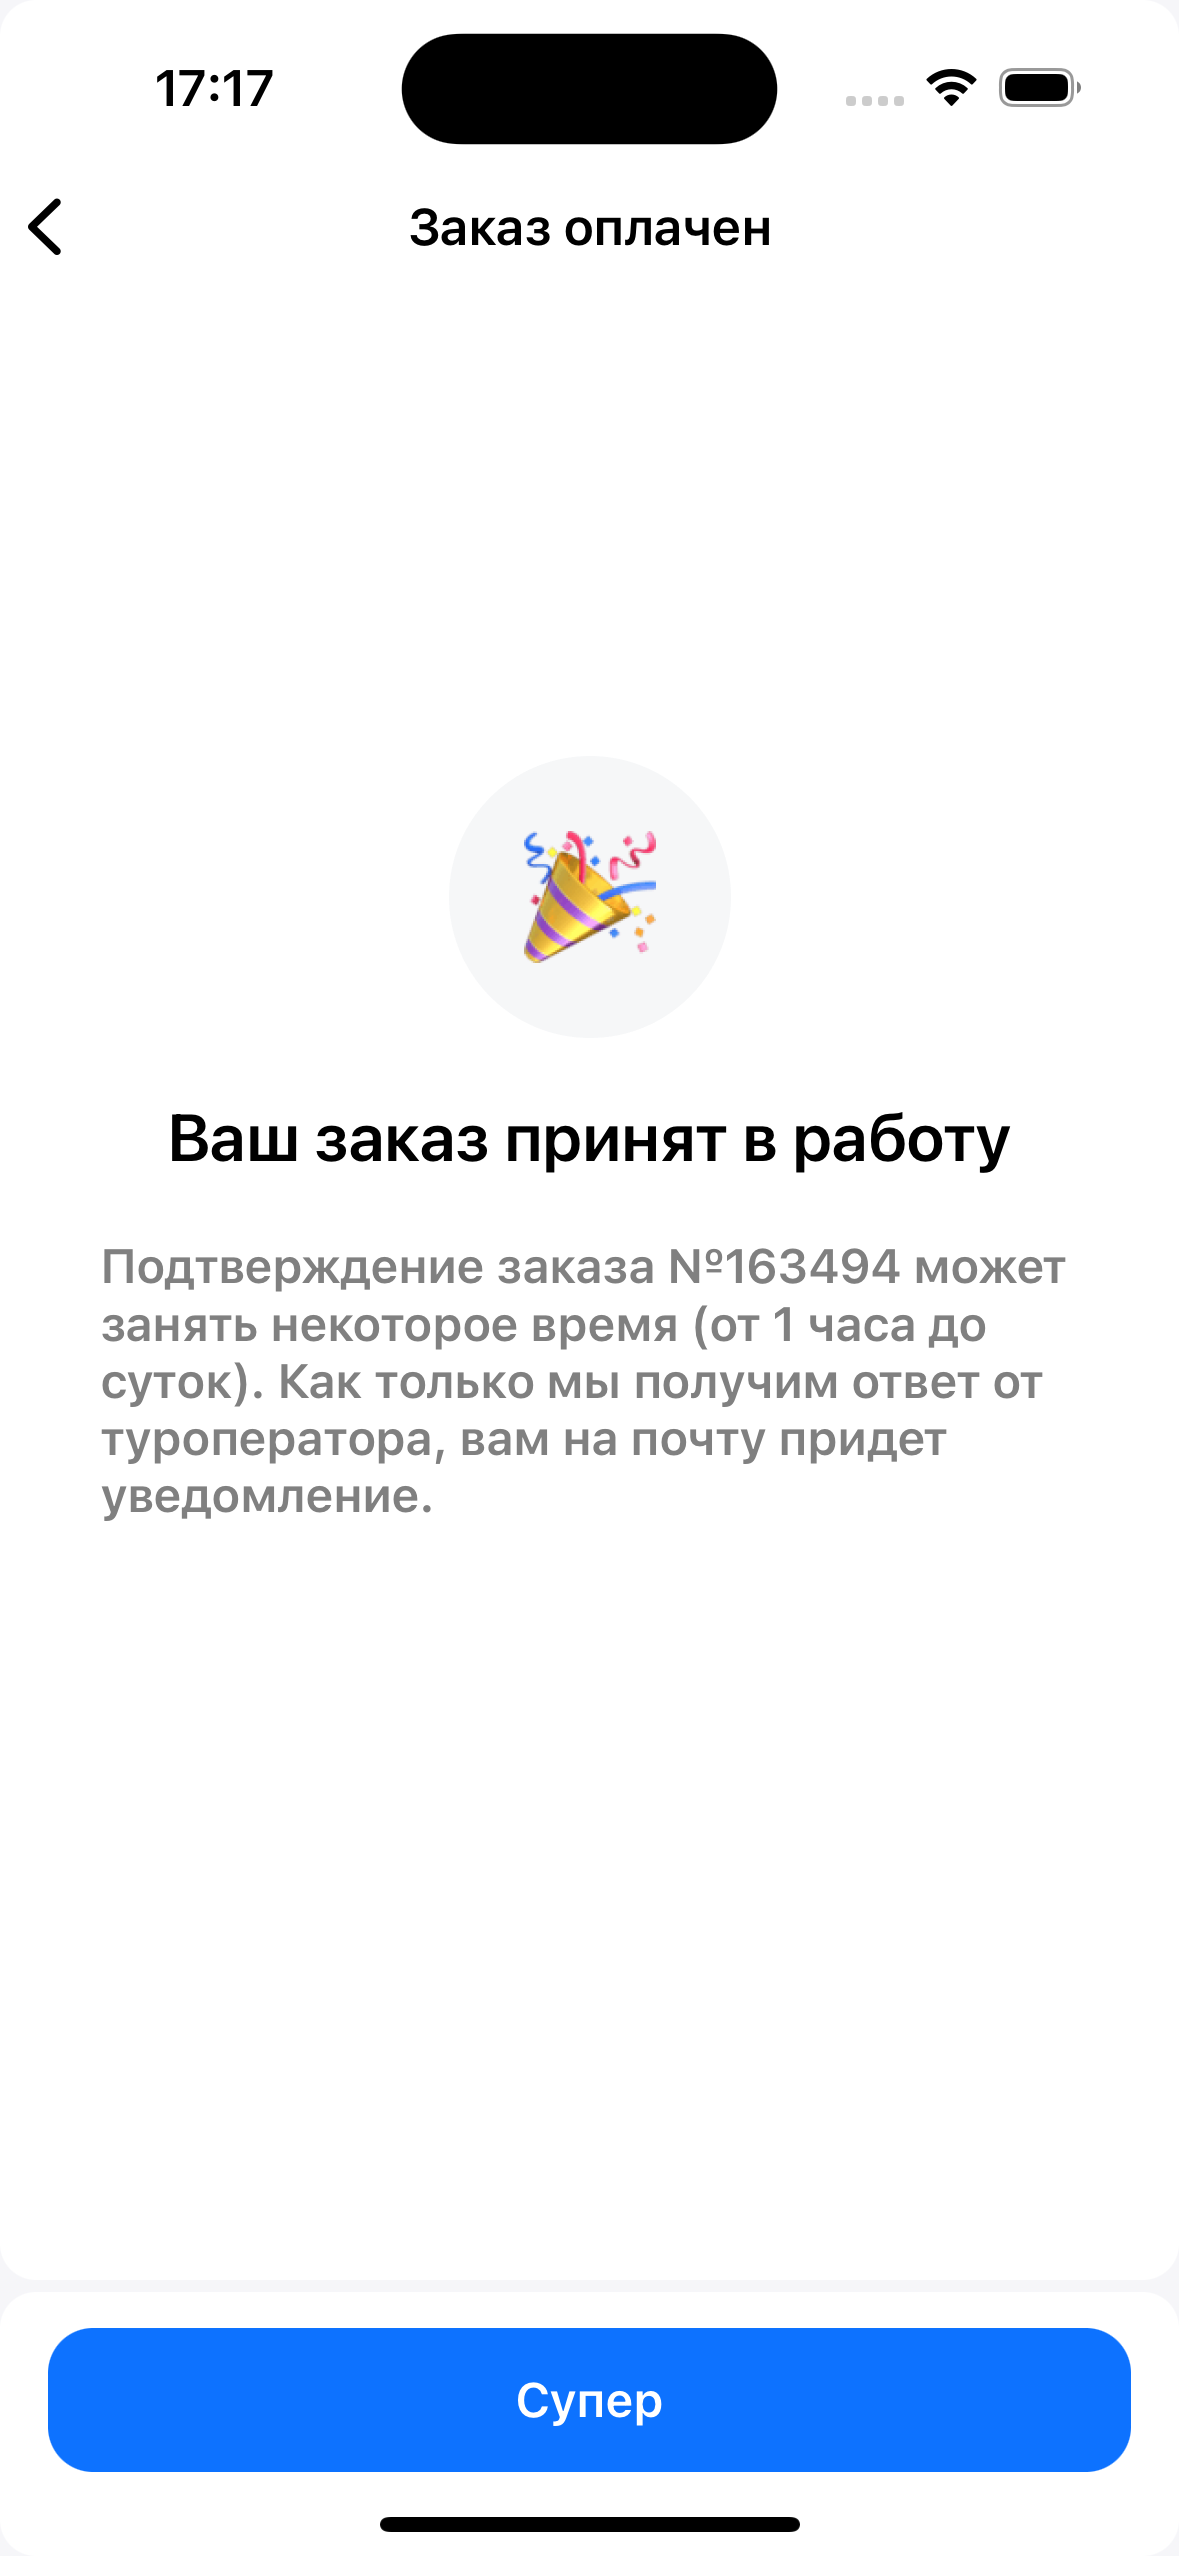 17:17
Заказ оплачен
Ваш заказ принят в работу
Подтверждение заказа №163494 может
занять некоторое время (от 1 часа до
суток). Как только мы получим ответ от
туроператора, вам на почту придет
уведомление.
Супер